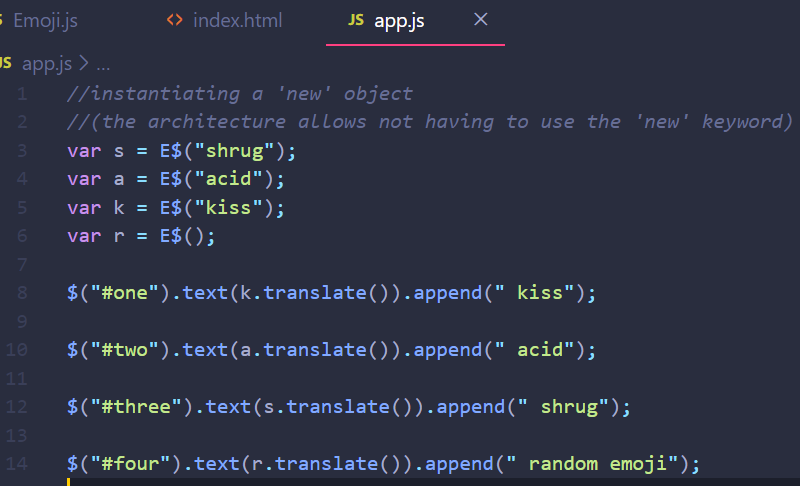 Emoji.js <> index.html JS app.js ×
JS app.js > ...
1 //instantiating a 'new' object
2 //(the architecture allows not having to use the 'new' keyword)
3 var s = E$("shrug");
4 var a = E$("acid");
5 var k = E$("kiss");
6 var r = E$();
7
8 $("#one").text(k.translate()).append(" kiss");
9
10 $("#two").text(a.translate()).append(" acid");
11
12 $("#three").text(s.translate()).append(" shrug");
13
14 $("#four").text(r.translate()).append(" random emoji");